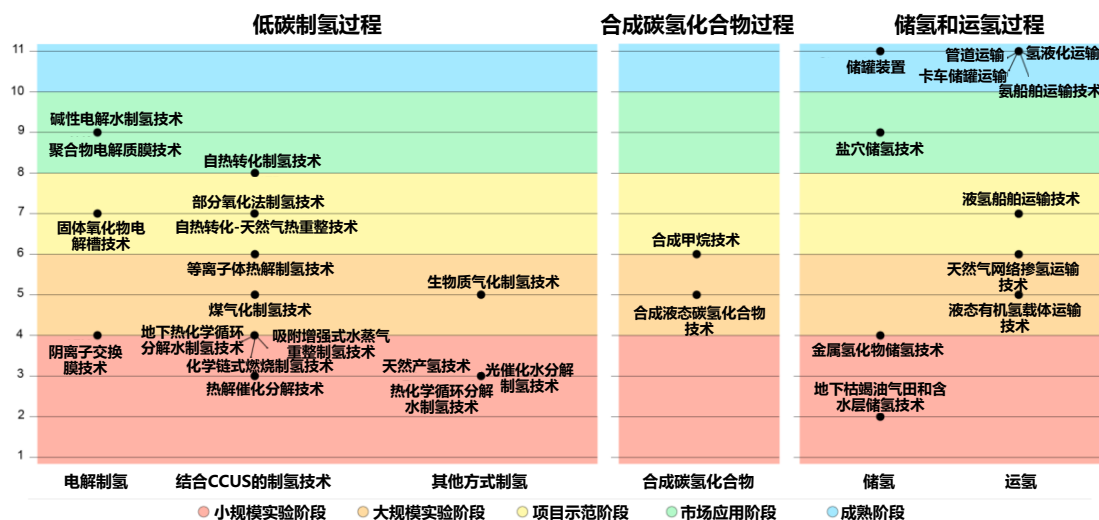 低碳制氢过程
合成碳氢化合物过程
储氢和运氢过程
11
10
9
8
7
6
5
4
3
2
1
碱性电解水制氢技术
聚合物电解质膜技术
固体氧化物电
解槽技术
阴离子交换
膜技术
自热转化制氢技术
部分氧化法制氢技术
自热转化-天然气热重整技术
等离子体热解制氢技术
煤气化制氢技术
地下热化学循环
分解水制氢技术
吸附增强式水蒸气
重整制氢技术
化学链式燃烧制氢技术
热解催化分解技术
生物质气化制氢技术
天然产氢技术
光催化水分解
制氢技术
热化学循环分解
水制氢技术
合成甲烷技术
合成液态碳氢化合物
技术
储罐装置
盐穴储氢技术
金属氢化物储氢技术
地下枯竭油气田和含
水层储氢技术
管道运输
氢液化运输
卡车储罐运输
氨船舶运输技术
液氢船舶运输技术
天然气网络掺氢运输
技术
液态有机氢载体运输
技术
电解制氢
结合CCUS的制氢技术
其他方式制氢
合成碳氢化合物
储氢
运氢
小规模实验阶段
大规模实验阶段
项目示范阶段
市场应用阶段
成熟阶段